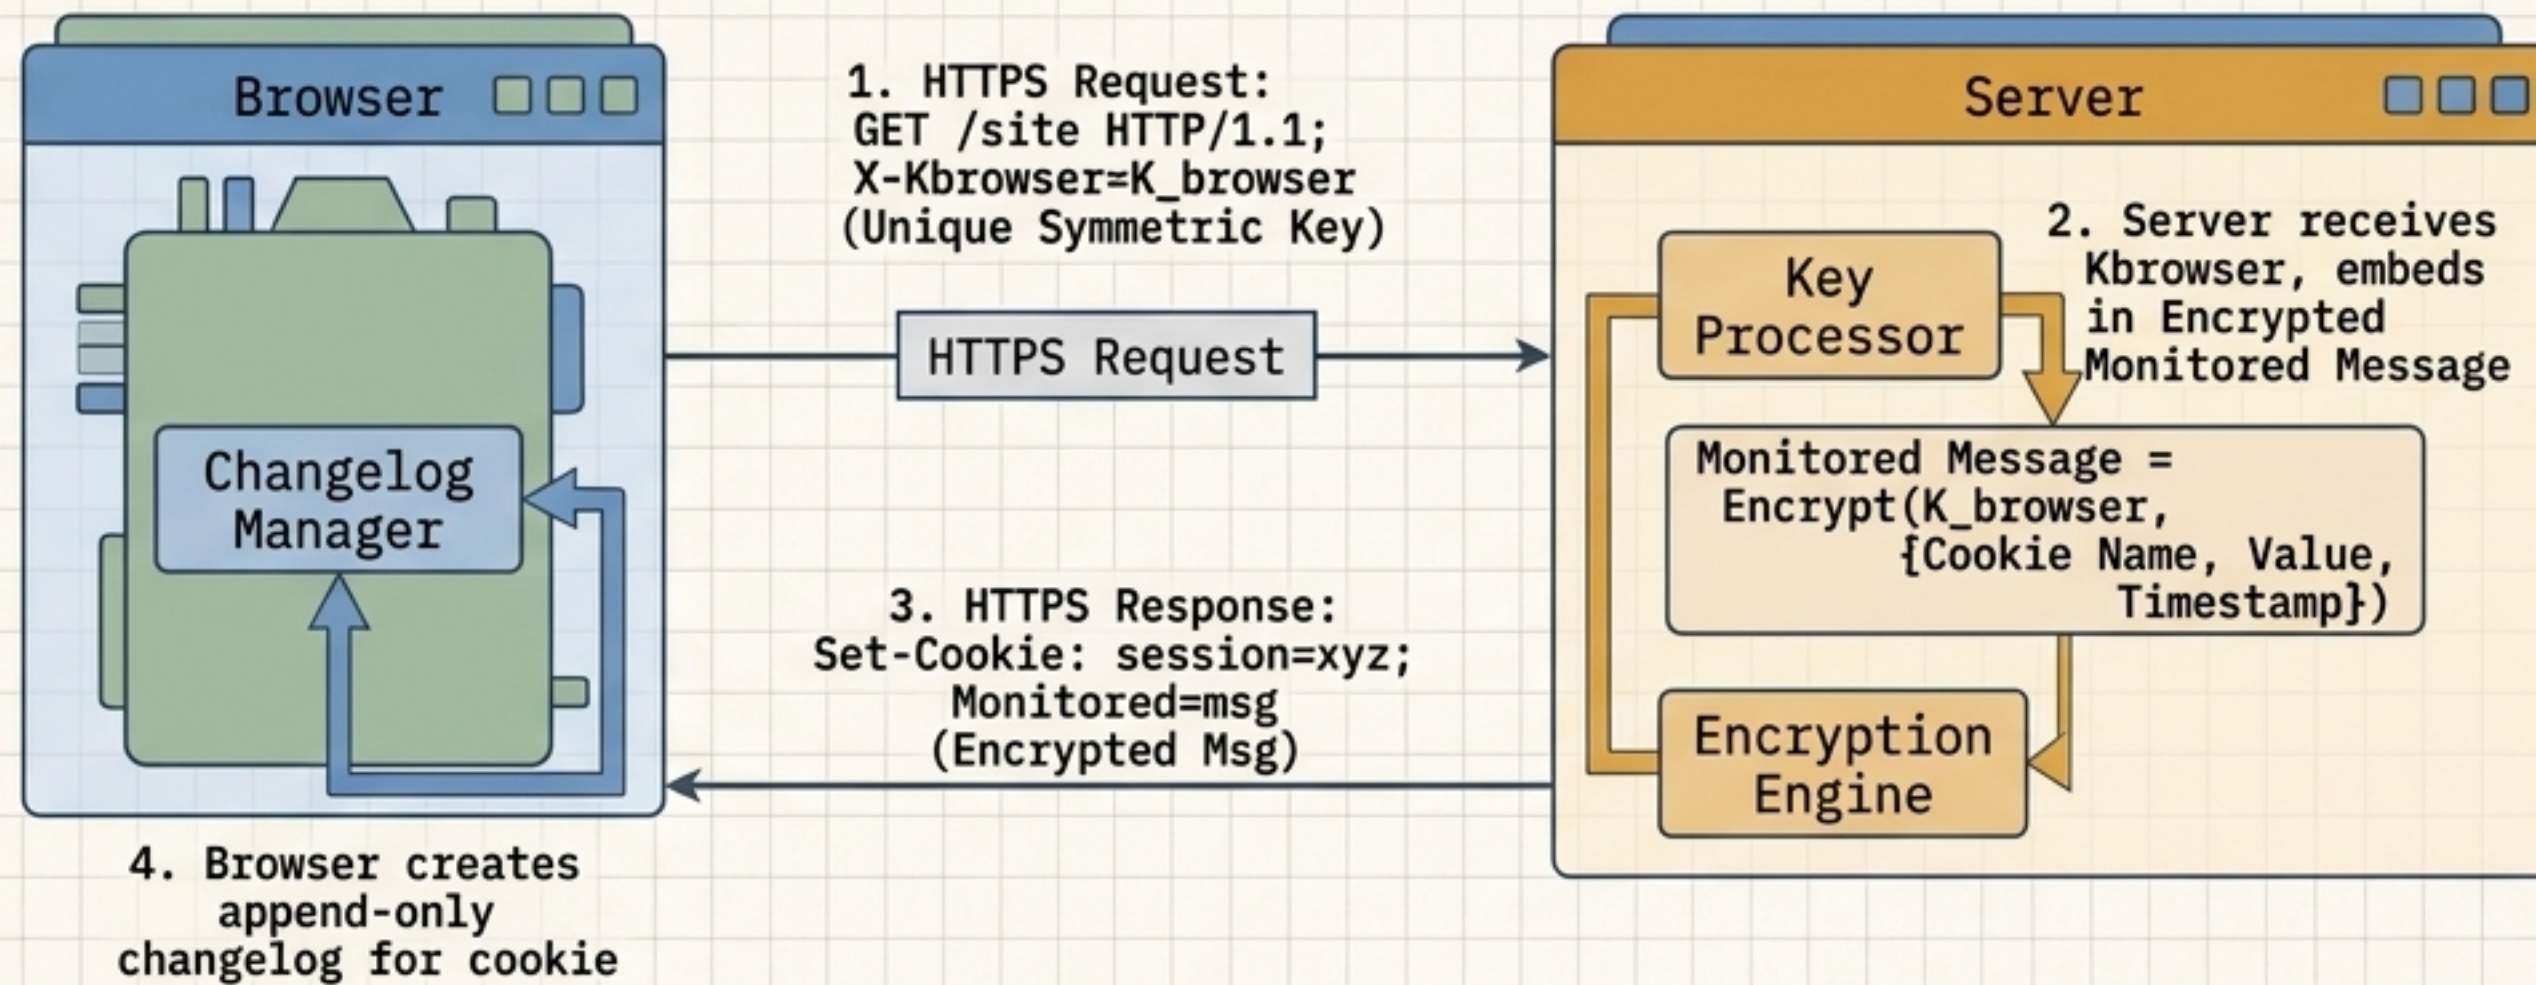 Browser
1. HTTPS Request:
GET /site HTTP/1.1;
X-Kbrowser=K_browser
(Unique Symmetric Key)
HTTPS Request
Server
Key
Processor
2. Server receives
Kbrowser, embeds
in Encrypted
Monitored Message
Monitored Message =
Encrypt(K_browser,
{Cookie Name, Value,
Timestamp})
Encryption
Engine
Changelog
Manager
3. HTTPS Response:
Set-Cookie: session=xyz;
Monitored=msg
(Encrypted Msg)
4. Browser creates
append-only
changelog for cookie